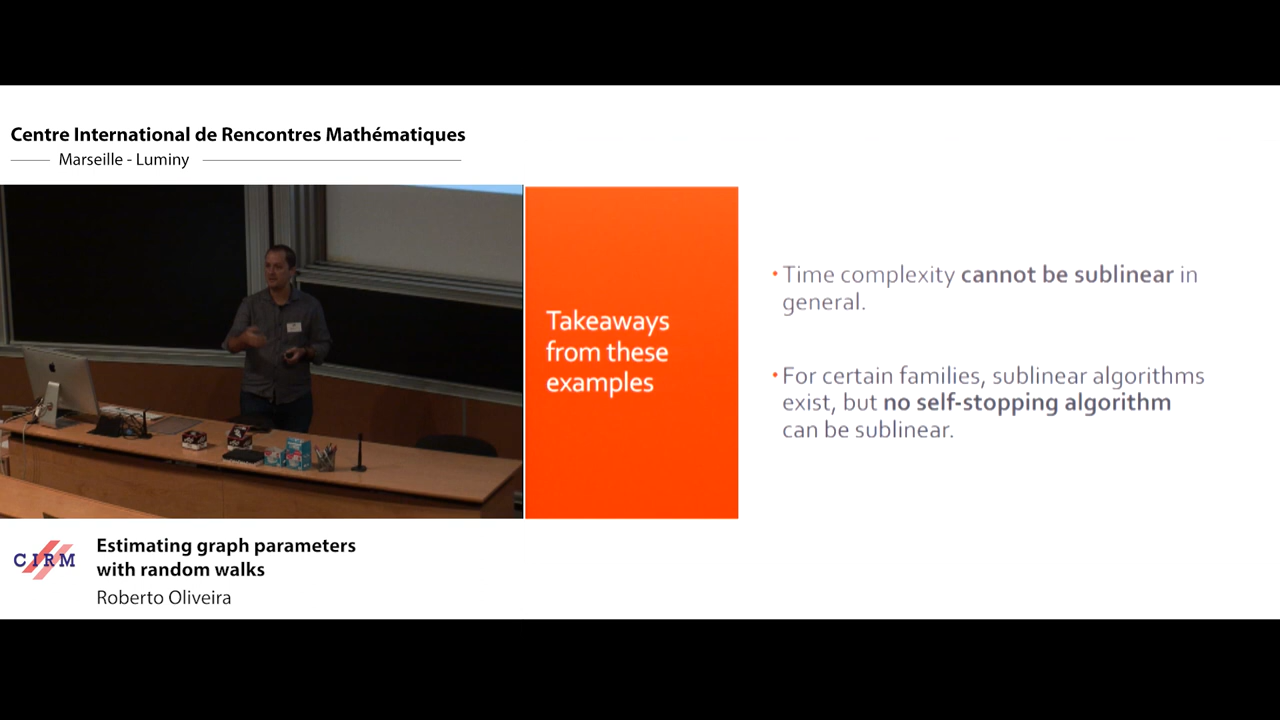 Centre International de Rencontres Mathématiques
Marseille - Luminy
Takeaways
from these
examples
• Time complexity cannot be sublinear in
general.
• For certain families, sublinear algorithms
exist, but no self-stopping algorithm
can be sublinear.
CIRM
Estimating graph parameters
with random walks
Roberto Oliveira